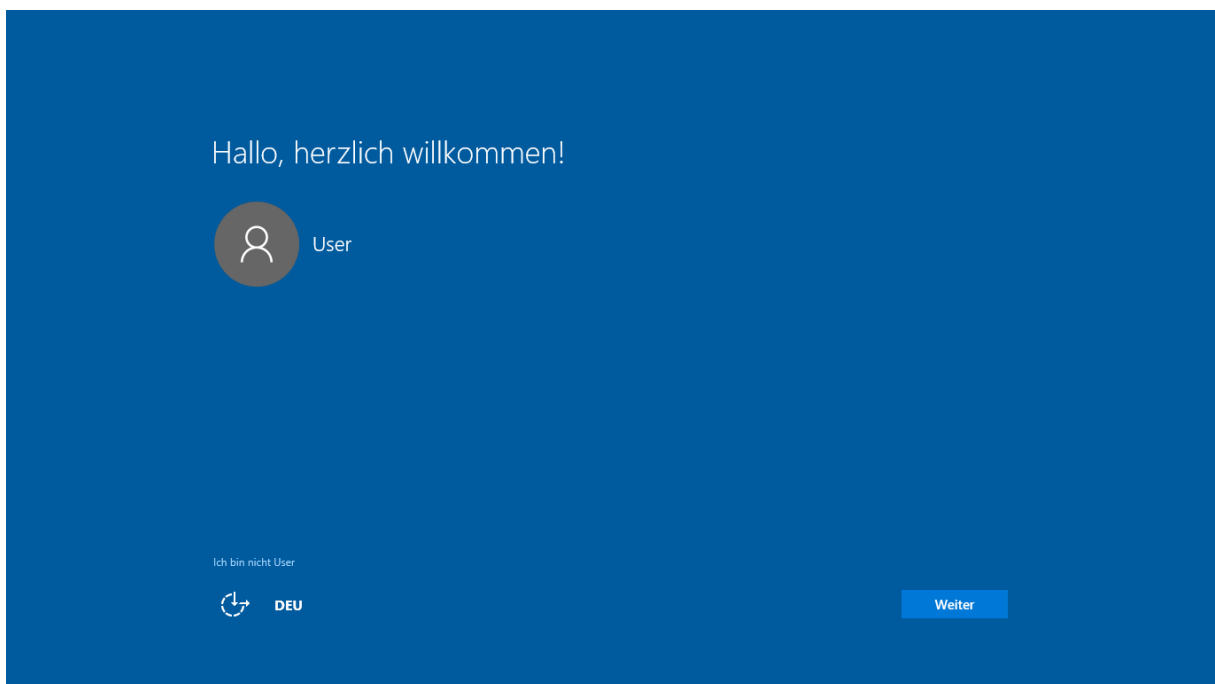 Hallo, herzlich willkommen!
User
Ich bin nicht User
DEU
Weiter